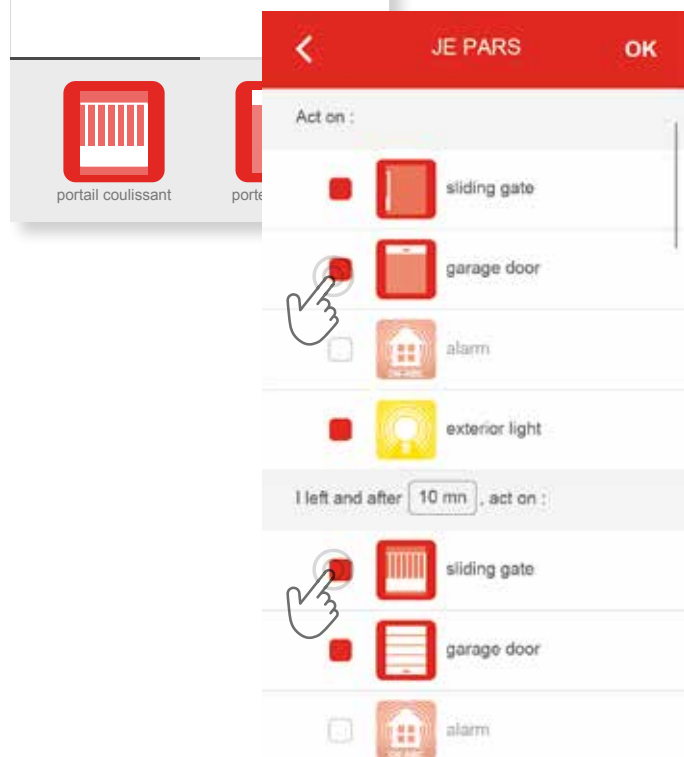 JE PARS OK
Act on :
sliding gate
garage door
alarm
exterior light
I left and after 10 mn , act on :
sliding gate
garage door
alarm
portail coulissant
porte